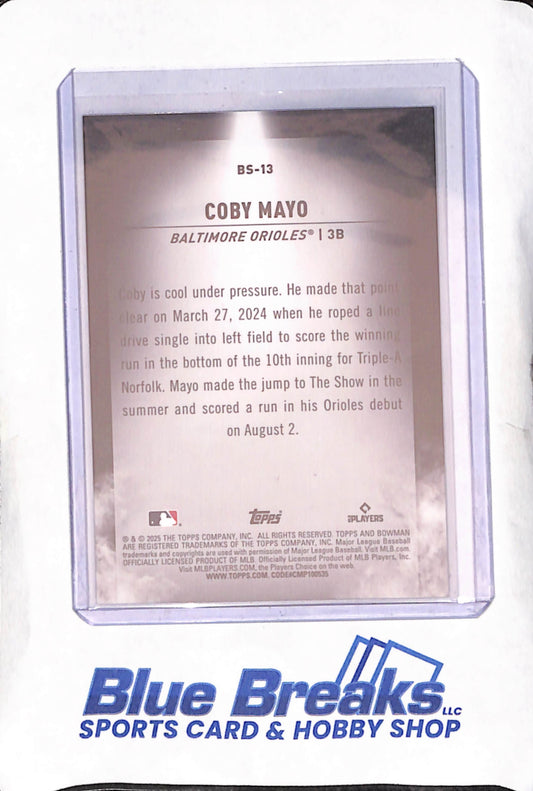 BS-13
COBY MAYO
BALTIMORE ORIOLES® | 3B
Coby is cool under pressure. He made that point
clear on March 27, 2024 when he roped a line
drive single into left field to score the winning
run in the bottom of the 10th inning for Triple-A
Norfolk. Mayo made the jump to The Show in the
summer and scored a run in his Orioles debut
on August 2.
topps
PLAYERS
® & © 2025 THE TOPPS COMPANY, INC. ALL RIGHTS RESERVED. TOPPS AND BOWMAN
ARE REGISTERED TRADEMARKS OF THE TOPPS COMPANY, INC. Major League Baseball
trademarks and copyrights are used with permission of Major League Baseball. Visit MLB.com.
OFFICIALLY LICENSED PRODUCT OF MLB Officially Licensed Product of MLB Players, Inc.
Visit MLBPLAYERS.com, the Players Choice on the web.
WWW.TOPPS.COM. CODE#CMP100535
Blue Breaks LLC
SPORTS CARD & HOBBY SHOP